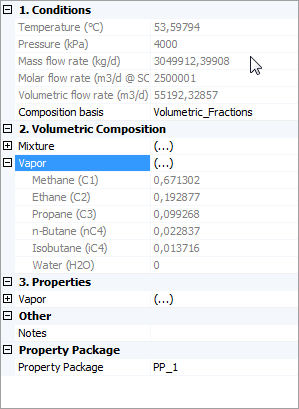 1. Conditions
Temperature (°C) 53,59794
Pressure (kPa) 4000
Mass flow rate (kg/d) 3049912,39908
Molar flow rate (m3/d @ SC 2500001
Volumetric flow rate (m3/d) 55192,32857
Composition basis Volumetric_Fractions
2. Volumetric Composition
Mixture (...)
Vapor (...)
Methane (C1) 0,671302
Ethane (C2) 0,192877
Propane (C3) 0,099268
n-Butane (nC4) 0,022837
Isobutane (iC4) 0,013716
Water (H2O) 0
3. Properties
Vapor (...)
Other
Notes
Property Package
Property Package PP_1